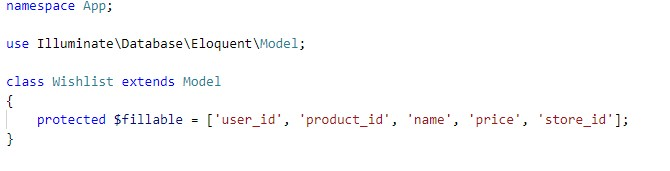 namespace App;
use Illuminate\Database\Eloquent\Model;
class Wishlist extends Model
{
protected $fillable = ['user_id', 'product_id', 'name', 'price', 'store_id'];
}